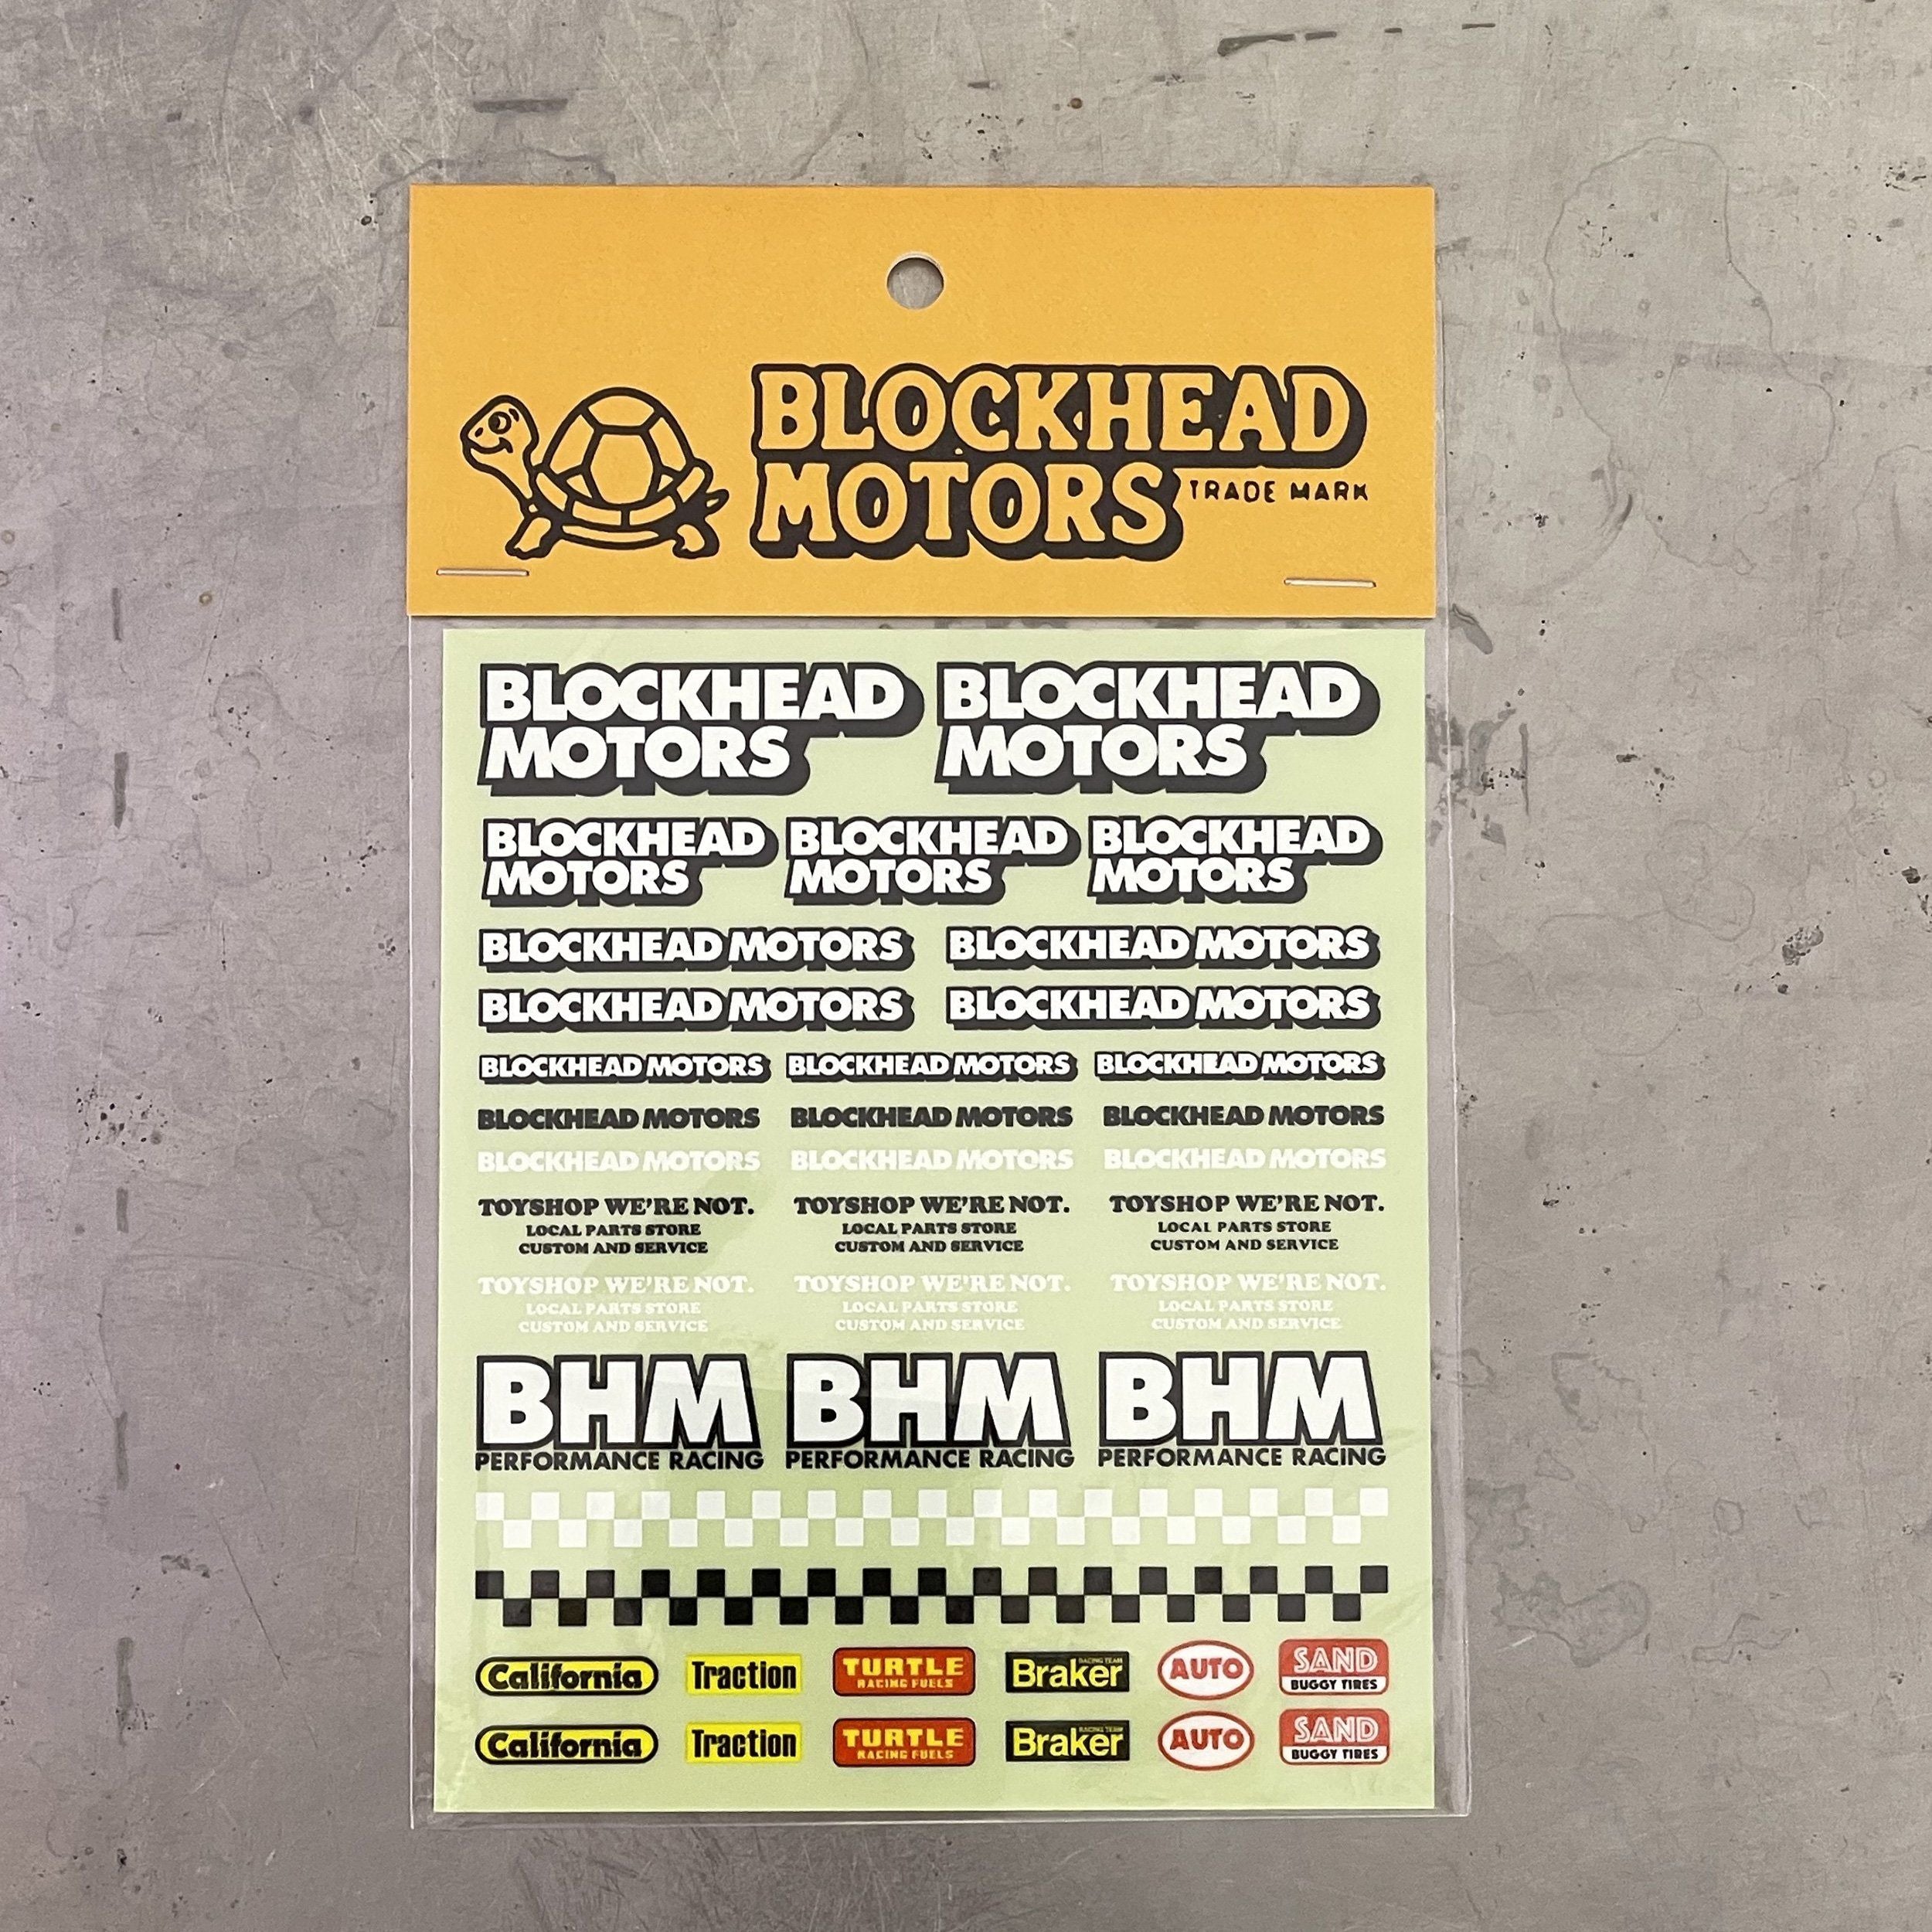 BLOCKHEAD
MOTORS
TRADE MARK
BLOCKHEAD MOTORS
BLOCKHEAD MOTORS
BLOCKHEAD MOTORS
BLOCKHEAD MOTORS
BLOCKHEAD MOTORS
BLOCKHEAD MOTORS BLOCKHEAD MOTORS
BLOCKHEAD MOTORS BLOCKHEAD MOTORS
BLOCKHEAD MOTORS BLOCKHEAD MOTORS BLOCKHEAD MOTORS
BLOCKHEAD MOTORS BLOCKHEAD MOTORS BLOCKHEAD MOTORS
BLOCKHEAD MOTORS BLOCKHEAD MOTORS BLOCKHEAD MOTORS
TOYSHOP WE'RE NOT. TOYSHOP WE'RE NOT. TOYSHOP WE'RE NOT.
LOCAL PARTS STORE LOCAL PARTS STORE LOCAL PARTS STORE
CUSTOM AND SERVICE CUSTOM AND SERVICE CUSTOM AND SERVICE
TOYSHOP WE'RE NOT. TOYSHOP WE'RE NOT. TOYSHOP WE'RE NOT.
LOCAL PARTS STORE LOCAL PARTS STORE LOCAL PARTS STORE
CUSTOM AND SERVICE CUSTOM AND SERVICE CUSTOM AND SERVICE
BHM BHM BHM
PERFORMANCE RACING PERFORMANCE RACING PERFORMANCE RACING
California Traction TURTLE RACING FUELS RACING TEAM Braker AUTO SAND BUGGY TIRES
California Traction TURTLE RACING FUELS RACING TEAM Braker AUTO SAND BUGGY TIRES